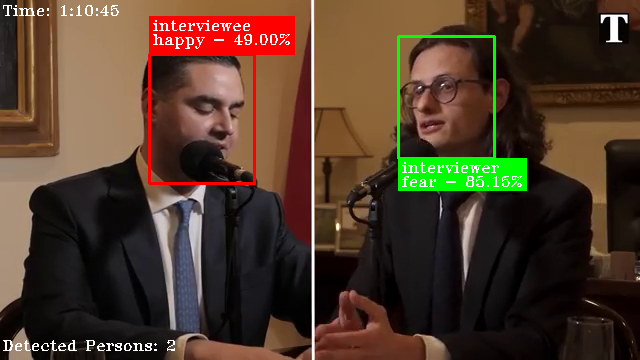 Time: 1:10:45
interviewee
happy – 49.00%
T
interviewer
fear – 85.15%
Detected Persons: 2